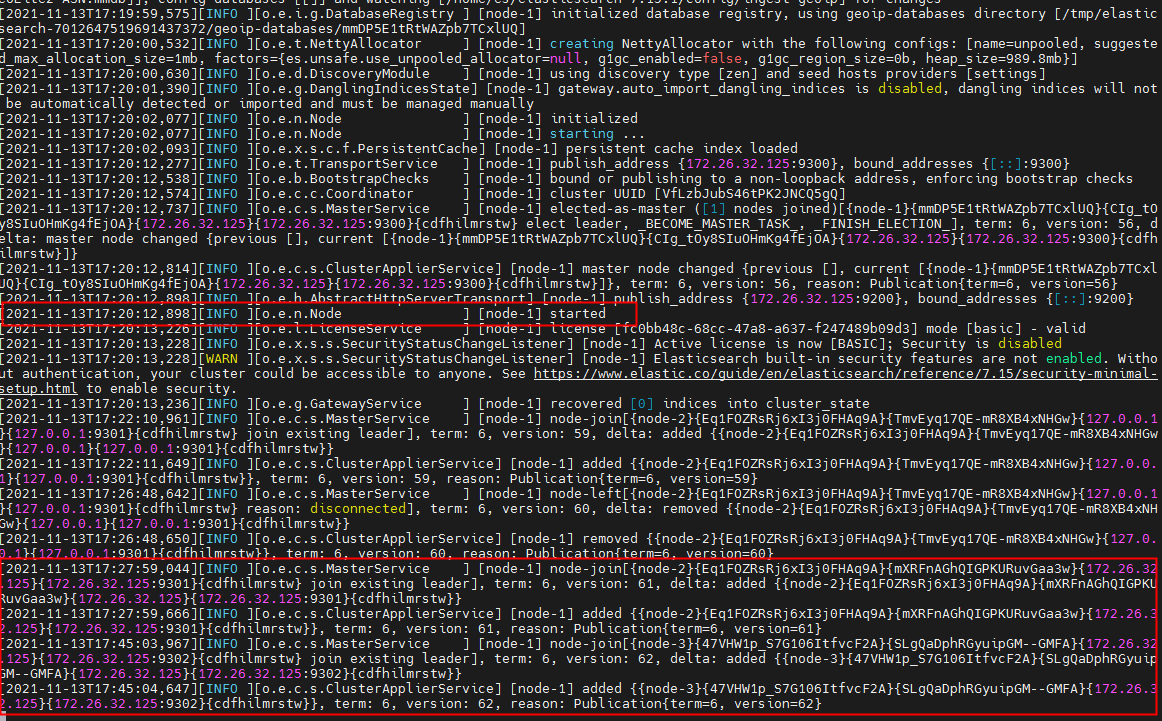 [2021-11-13T17:19:59,575][INFO ][o.e.i.g.DatabaseRegistry ] [node-1] initialized database registry, using geoip-databases directory [/tmp/elastic
search-7012647519691437372/geoip-databases/mmDP5E1tRtWAZpb7TCxlUQ]
[2021-11-13T17:20:00,532][INFO ][o.e.t.NettyAllocator     ] [node-1] creating NettyAllocator with the following configs: [name=unpooled, suggeste
d_max_allocation_size=1mb, factors={es.unsafe.use_unpooled_allocator=null, g1gc_enabled=false, g1gc_region_size=0b, heap_size=989.8mb}]
[2021-11-13T17:20:00,630][INFO ][o.e.d.DiscoveryModule    ] [node-1] using discovery type [zen] and seed hosts providers [settings]
[2021-11-13T17:20:01,390][INFO ][o.e.g.DanglingIndicesState] [node-1] gateway.auto_import_dangling_indices is disabled, dangling indices will not
 be automatically detected or imported and must be managed manually
[2021-11-13T17:20:02,077][INFO ][o.e.n.Node               ] [node-1] initialized
[2021-11-13T17:20:02,077][INFO ][o.e.n.Node               ] [node-1] starting ...
[2021-11-13T17:20:02,093][INFO ][o.e.x.s.c.f.PersistentCache] [node-1] persistent cache index loaded
[2021-11-13T17:20:12,277][INFO ][o.e.t.TransportService   ] [node-1] publish_address {172.26.32.125:9300}, bound_addresses {[::]:9300}
[2021-11-13T17:20:12,538][INFO ][o.e.b.BootstrapChecks    ] [node-1] bound or publishing to a non-loopback address, enforcing bootstrap checks
[2021-11-13T17:20:12,574][INFO ][o.e.c.c.Coordinator      ] [node-1] cluster UUID [VfLzbJubS46tPK2JNCQ5gQ]
[2021-11-13T17:20:12,737][INFO ][o.e.c.s.MasterService    ] [node-1] elected-as-master ([1] nodes joined)[{node-1}{mmDP5E1tRtWAZpb7TCxlUQ}{CIg_tO
y8SIuOHmKg4fEjOA}{172.26.32.125}{172.26.32.125:9300}{cdfhilmrstw} elect leader, _BECOME_MASTER_TASK_, _FINISH_ELECTION_], term: 6, version: 56, d
elta: master node changed {previous [], current [{node-1}{mmDP5E1tRtWAZpb7TCxlUQ}{CIg_tOy8SIuOHmKg4fEjOA}{172.26.32.125}{172.26.32.125:9300}{cdfh
ilmrstw}]}
[2021-11-13T17:20:12,814][INFO ][o.e.c.s.ClusterApplierService] [node-1] master node changed {previous [], current [{node-1}{mmDP5E1tRtWAZpb7TCxl
UQ}{CIg_tOy8SIuOHmKg4fEjOA}{172.26.32.125}{172.26.32.125:9300}{cdfhilmrstw}]}, term: 6, version: 56, reason: Publication{term=6, version=56}
[2021-11-13T17:20:12,898][INFO ][o.e.h.AbstractHttpServerTransport] [node-1] publish_address {172.26.32.125:9200}, bound_addresses {[::]:9200}
[2021-11-13T17:20:12,898][INFO ][o.e.n.Node               ] [node-1] started
[2021-11-13T17:20:13,226][INFO ][o.e.l.LicenseService     ] [node-1] license [fc0bb48c-68cc-47a8-a637-f247489b09d3] mode [basic] - valid
[2021-11-13T17:20:13,228][INFO ][o.e.x.s.s.SecurityStatusChangeListener] [node-1] Active license is now [BASIC]; Security is disabled
[2021-11-13T17:20:13,228][WARN ][o.e.x.s.s.SecurityStatusChangeListener] [node-1] Elasticsearch built-in security features are not enabled. Witho
ut authentication, your cluster could be accessible to anyone. See https://www.elastic.co/guide/en/elasticsearch/reference/7.15/security-minimal-
setup.html to enable security.
[2021-11-13T17:20:13,236][INFO ][o.e.g.GatewayService     ] [node-1] recovered [0] indices into cluster_state
[2021-11-13T17:22:10,961][INFO ][o.e.c.s.MasterService    ] [node-1] node-join[{node-2}{Eq1FOZRsRj6xI3j0FHAq9A}{TmvEyq17QE-mR8XB4xNHGw}{127.0.0.1
}{127.0.0.1:9301}{cdfhilmrstw} join existing leader], term: 6, version: 59, delta: added {{node-2}{Eq1FOZRsRj6xI3j0FHAq9A}{TmvEyq17QE-mR8XB4xNHGw
}{127.0.0.1}{127.0.0.1:9301}{cdfhilmrstw}}
[2021-11-13T17:22:11,649][INFO ][o.e.c.s.ClusterApplierService] [node-1] added {{node-2}{Eq1FOZRsRj6xI3j0FHAq9A}{TmvEyq17QE-mR8XB4xNHGw}{127.0.0.
1}{127.0.0.1:9301}{cdfhilmrstw}}, term: 6, version: 59, reason: Publication{term=6, version=59}
[2021-11-13T17:26:48,642][INFO ][o.e.c.s.MasterService    ] [node-1] node-left[{node-2}{Eq1FOZRsRj6xI3j0FHAq9A}{TmvEyq17QE-mR8XB4xNHGw}{127.0.0.1
}{127.0.0.1:9301}{cdfhilmrstw} reason: disconnected], term: 6, version: 60, delta: removed {{node-2}{Eq1FOZRsRj6xI3j0FHAq9A}{TmvEyq17QE-mR8XB4xNH
Gw}{127.0.0.1}{127.0.0.1:9301}{cdfhilmrstw}}
[2021-11-13T17:26:48,650][INFO ][o.e.c.s.ClusterApplierService] [node-1] removed {{node-2}{Eq1FOZRsRj6xI3j0FHAq9A}{TmvEyq17QE-mR8XB4xNHGw}{127.0.
0.1}{127.0.0.1:9301}{cdfhilmrstw}}, term: 6, version: 60, reason: Publication{term=6, version=60}
[2021-11-13T17:27:59,044][INFO ][o.e.c.s.MasterService    ] [node-1] node-join[{node-2}{Eq1FOZRsRj6xI3j0FHAq9A}{mXRFnAGhQIGPKURuvGaa3w}{172.26.32
.125}{172.26.32.125:9301}{cdfhilmrstw} join existing leader], term: 6, version: 61, delta: added {{node-2}{Eq1FOZRsRj6xI3j0FHAq9A}{mXRFnAGhQIGPKU
RuvGaa3w}{172.26.32.125}{172.26.32.125:9301}{cdfhilmrstw}}
[2021-11-13T17:27:59,666][INFO ][o.e.c.s.ClusterApplierService] [node-1] added {{node-2}{Eq1FOZRsRj6xI3j0FHAq9A}{mXRFnAGhQIGPKURuvGaa3w}{172.26.3
2.125}{172.26.32.125:9301}{cdfhilmrstw}}, term: 6, version: 61, reason: Publication{term=6, version=61}
[2021-11-13T17:45:03,967][INFO ][o.e.c.s.MasterService    ] [node-1] node-join[{node-3}{47VHW1p_S7G106ItfvcF2A}{SLgQaDphRGyuipGM--GMFA}{172.26.32
.125}{172.26.32.125:9302}{cdfhilmrstw} join existing leader], term: 6, version: 62, delta: added {{node-3}{47VHW1p_S7G106ItfvcF2A}{SLgQaDphRGyuip
GM--GMFA}{172.26.32.125}{172.26.32.125:9302}{cdfhilmrstw}}
[2021-11-13T17:45:04,647][INFO ][o.e.c.s.ClusterApplierService] [node-1] added {{node-3}{47VHW1p_S7G106ItfvcF2A}{SLgQaDphRGyuipGM--GMFA}{172.26.3
2.125}{172.26.32.125:9302}{cdfhilmrstw}}, term: 6, version: 62, reason: Publication{term=6, version=62}